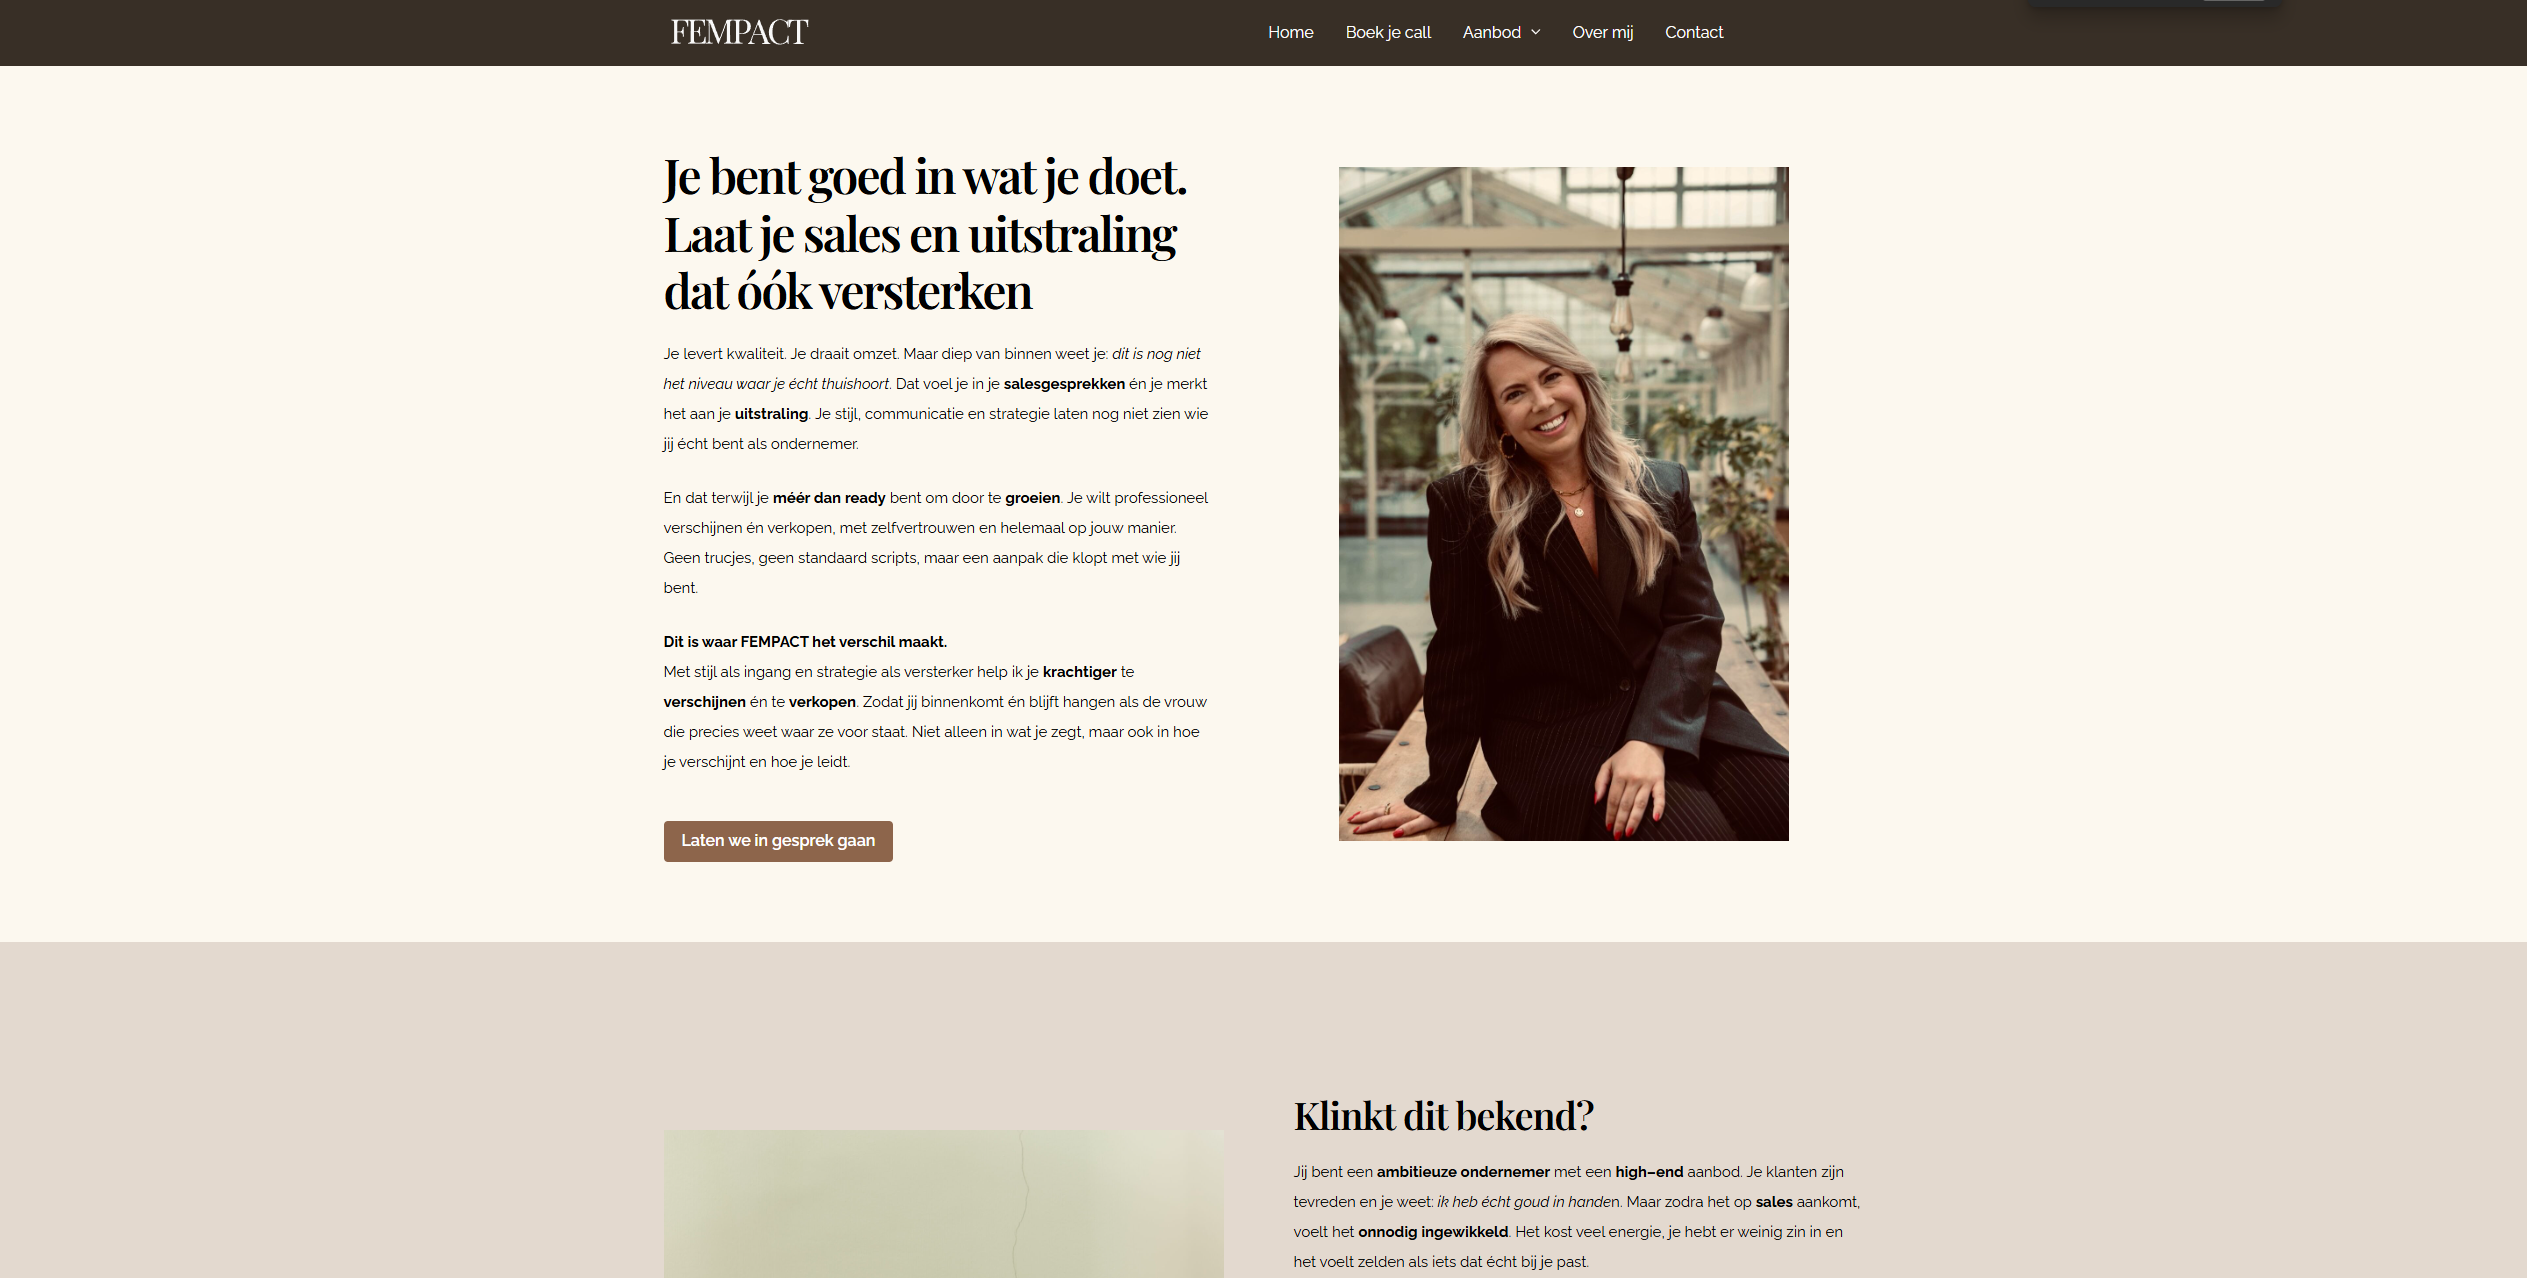 FEMPACT
Home
Boek je call
Aanbod
Over mij
Contact
Je bent goed in wat je doet.
Laat je sales en uitstraling
dat óók versterken
Je levert kwaliteit. Je draait omzet. Maar diep van binnen weet je: dit is nog niet
het niveau waar je écht thuishoort. Dat voel je in je salesgesprekken én je merkt
het aan je uitstraling. Je stijl, communicatie en strategie laten nog niet zien wie
jij écht bent als ondernemer.
En dat terwijl je méér dan ready bent om door te groeien. Je wilt professioneel
verschijnen én verkopen, met zelfvertrouwen en helemaal op jouw manier.
Geen trucjes, geen standaard scripts, maar een aanpak die klopt met wie jij
bent.
Dit is waar FEMPACT het verschil maakt.
Met stijl als ingang en strategie als versterker help ik je krachtiger te
verschijnen én te verkopen. Zodat jij binnenkomt én blijft hangen als de vrouw
die precies weet waar ze voor staat. Niet alleen in wat je zegt, maar ook in hoe
je verschijnt en hoe je leidt.
Laten we in gesprek gaan
Klinkt dit bekend?
Jij bent een ambitieuze ondernemer met een high–end aanbod. Je klanten zijn
tevreden en je weet: ik heb écht goud in handen. Maar zodra het op sales aankomt,
voelt het onnodig ingewikkeld. Het kost veel energie, je hebt er weinig zin in en
het voelt zelden als iets dat écht bij je past.